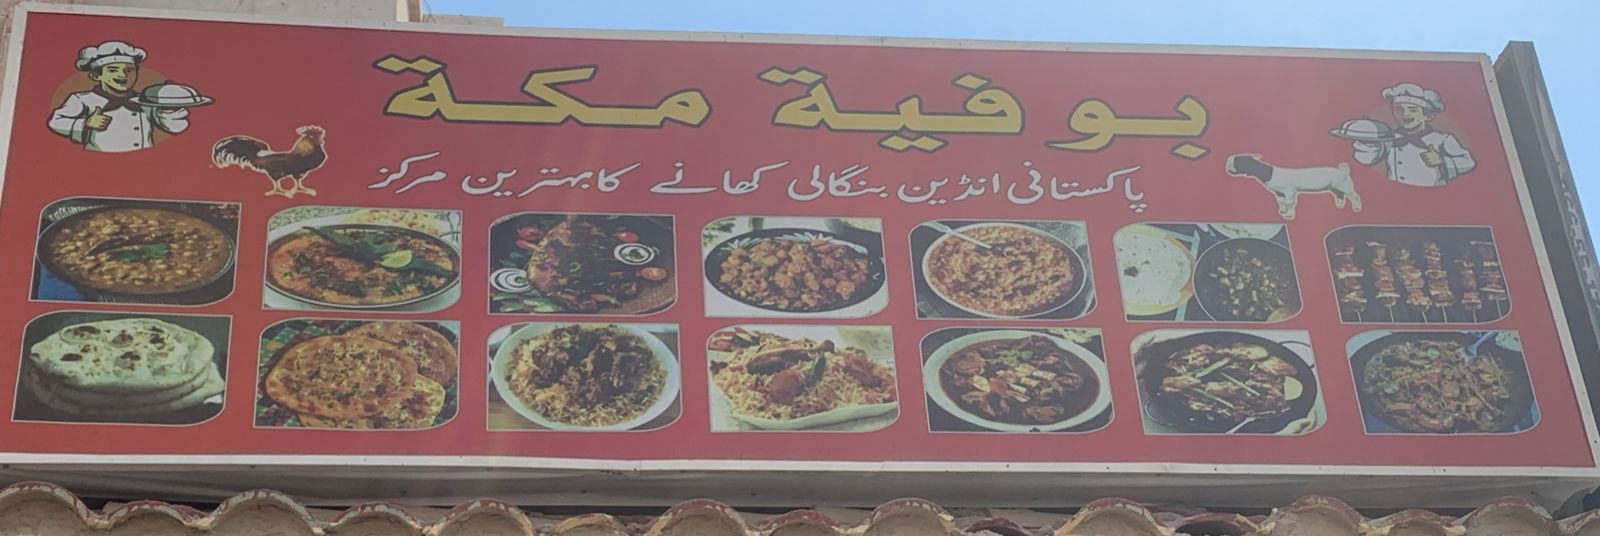 بوفية مكة
پاکستانی انڈین بنگالی کھانے کا بہترین مرکز